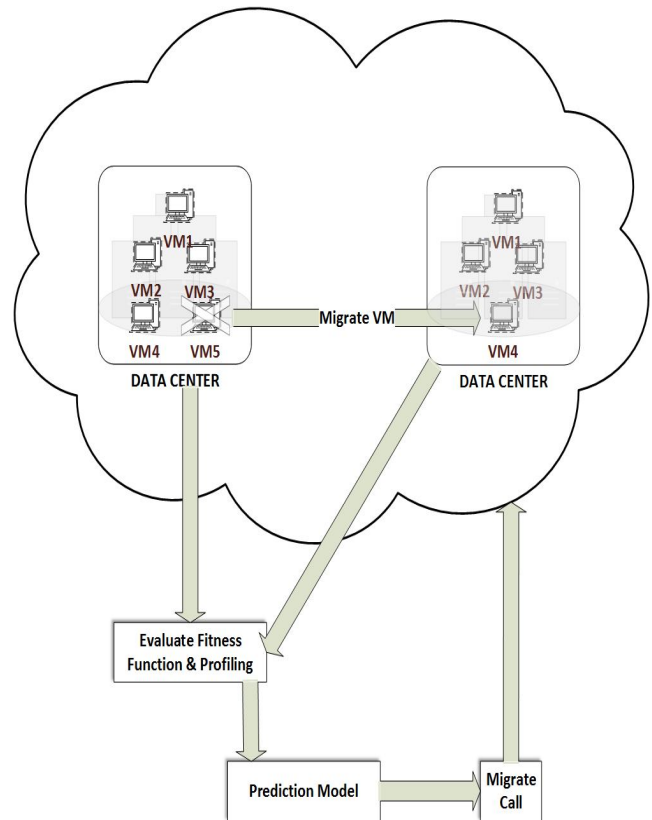 VM1
VM2 VM3
VM4 VM5
DATA CENTER
Migrate VM
VM1
VM2 VM3
VM4
DATA CENTER
Evaluate Fitness
Function & Profiling
Prediction Model
Migrate
Call